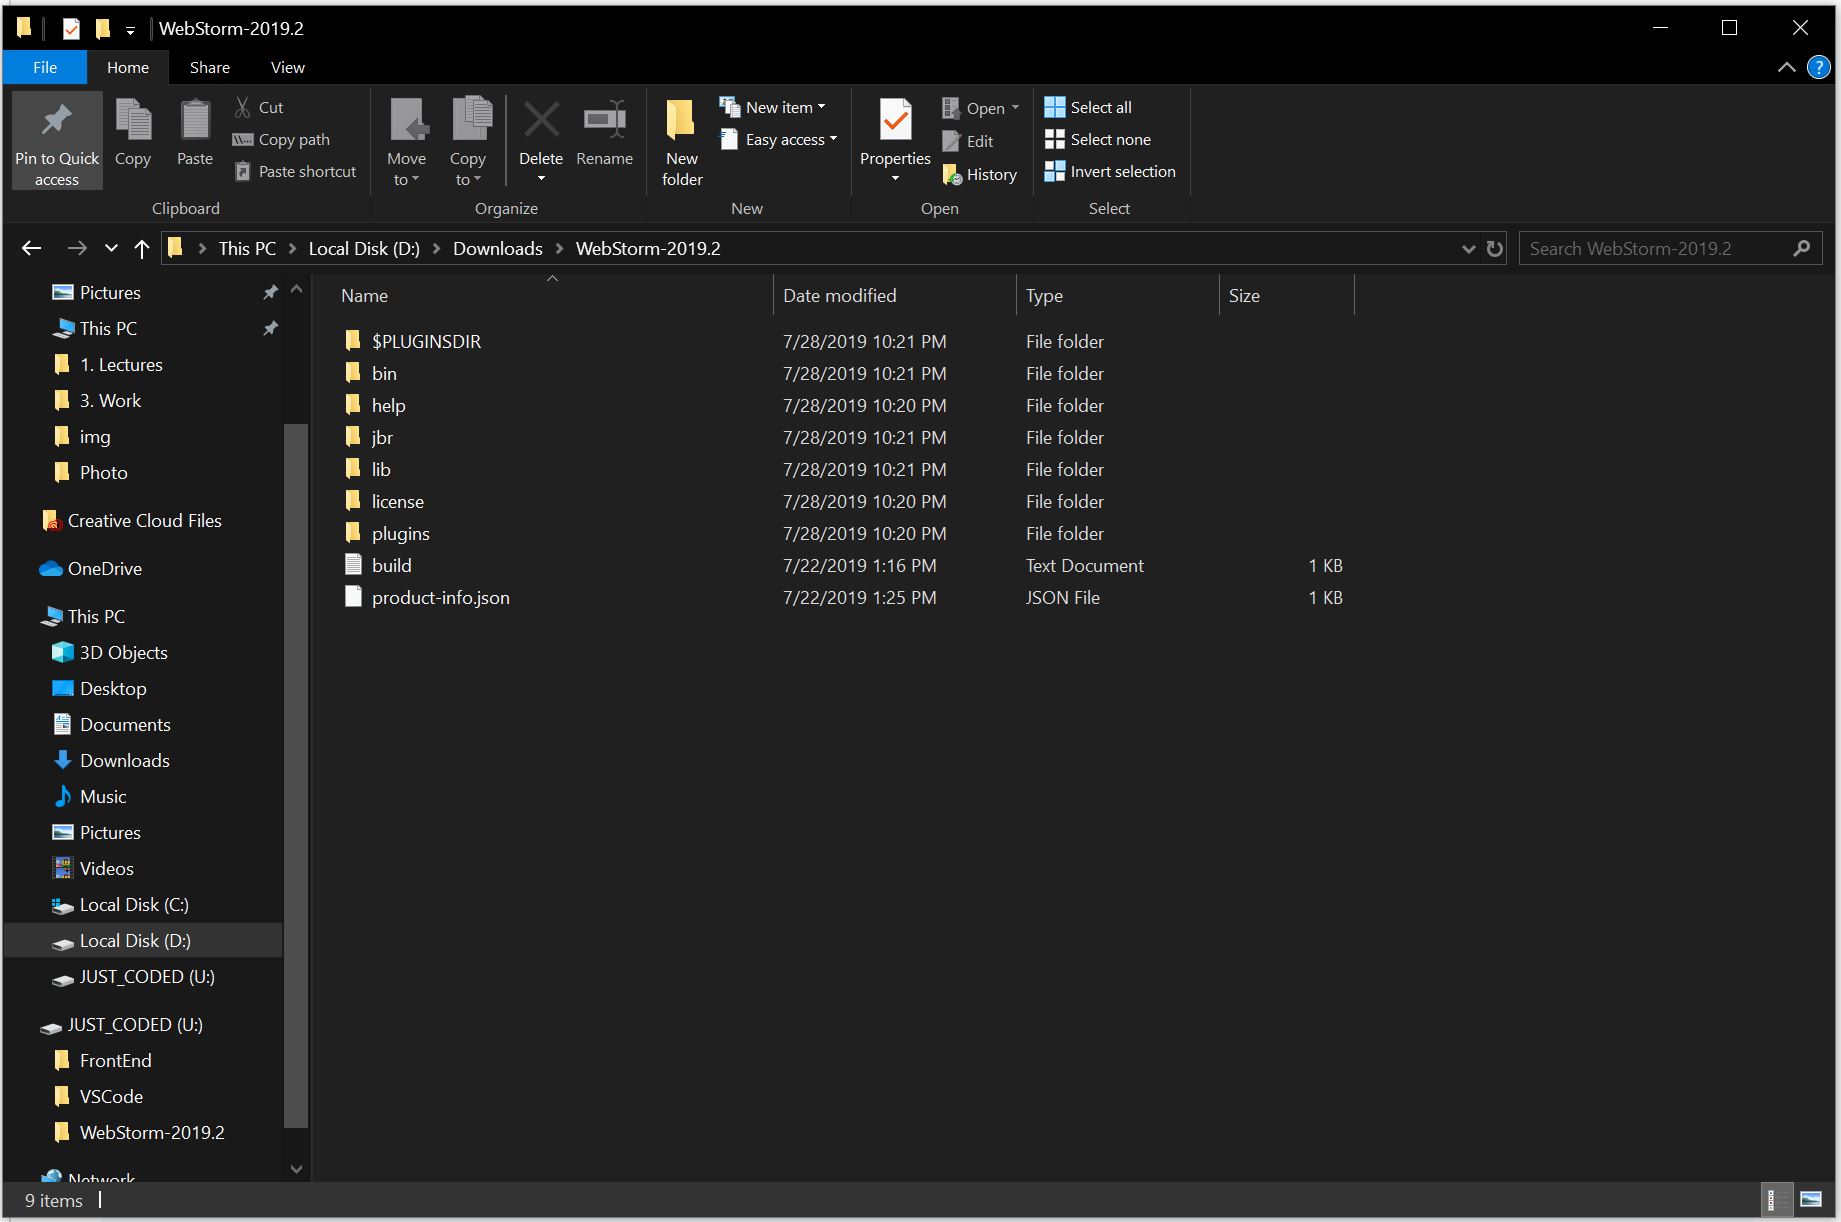 WebStorm-2019.2
File Home Share View
Pin to Quick access
Copy
Paste
Cut
Copy path
Paste shortcut
Clipboard
Move to
Copy to
Delete
Rename
Organize
New folder
New item
Easy access
New
Properties
Open
Edit
History
Open
Select all
Select none
Invert selection
Select
This PC Local Disk (D:) Downloads WebStorm-2019.2
Search WebStorm-2019.2
Pictures
This PC
1. Lectures
3. Work
img
Photo
Creative Cloud Files
OneDrive
This PC
3D Objects
Desktop
Documents
Downloads
Music
Pictures
Videos
Local Disk (C:)
Local Disk (D:)
JUST_CODED (U:)
JUST_CODED (U:)
FrontEnd
VSCode
WebStorm-2019.2
Network
Name Date modified Type Size
$PLUGINSDIR 7/28/2019 10:21 PM File folder
bin 7/28/2019 10:21 PM File folder
help 7/28/2019 10:20 PM File folder
jbr 7/28/2019 10:21 PM File folder
lib 7/28/2019 10:21 PM File folder
license 7/28/2019 10:20 PM File folder
plugins 7/28/2019 10:20 PM File folder
build 7/22/2019 1:16 PM Text Document 1 KB
product-info.json 7/22/2019 1:25 PM JSON File 1 KB
9 items